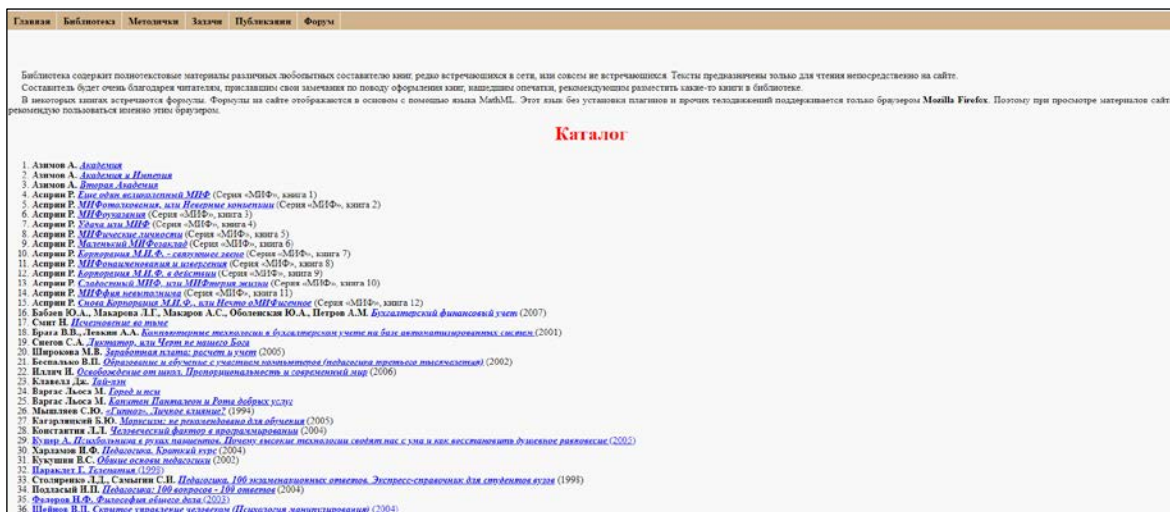 Главная Библиотека Методички Задачи Публикации Форум
Библиотека содержит полнотекстовые материалы различных любопытных составителю книг, редко встречающихся в сети, или совсем не встречающихся. Тексты предназначены только для чтения непосредственно на сайте.
Составитель будет очень благодарен читателям, приславшим свои замечания по поводу оформления книг, нашедшим опечатки, рекомендующим разместить какие-то книги в библиотеке.
В некоторых книгах встречаются формулы. Формулы на сайте отображаются в основном с помощью языка MathML. Этот язык без установки плагинов и прочих телодвижений поддерживается только браузером Mozilla Firefox. Поэтому при просмотре материалов сайт
рекомендую пользоваться именно этим браузером.
Каталог
1. Азимов А. Академия
2. Азимов А. Академия и Империя
3. Азимов А. Вторая Академия
4. Асприн Р. Еще один великолепный МИФ (Серия «МИФ», книга 1)
5. Асприн Р. МИФотолкования, или Неверные концепции (Серия «МИФ», книга 2)
6. Асприн Р. МИФоуказания (Серия «МИФ», книга 3)
7. Асприн Р. Удача или МИФ (Серия «МИФ», книга 4)
8. Асприн Р. МИФические личности (Серия «МИФ», книга 5)
9. Асприн Р. Маленький МИФозаклад (Серия «МИФ», книга 6)
10. Асприн Р. Корпорация М.И.Ф. - связующее звено (Серия «МИФ», книга 7)
11. Асприн Р. МИФонаименования и извергения (Серия «МИФ», книга 8)
12. Асприн Р. Корпорация М.И.Ф. в действии (Серия «МИФ», книга 9)
13. Асприн Р. Сладостный МИФ, или МИФтерия жизни (Серия «МИФ», книга 10)
14. Асприн Р. МИФфия невыполнима (Серия «МИФ», книга 11)
15. Асприн Р. Снова Корпорация М.И.Ф., или Нечто оМИФигенное (Серия «МИФ», книга 12)
16. Бабаев Ю.А., Макарова Л.Г., Макаров А.С., Оболенская Ю.А., Петров А.М. Бухгалтерский финансовый учет (2007)
17. Смит Н. Исчезновение во тьме
18. Брага В.В., Левкин А.А. Компьютерные технологии в бухгалтерском учете на базе автоматизированных систем (2001)
19. Снегов С.А. Диктатор, или Черт не нашего Бога
20. Широкова М.В. Заработная плата: расчет и учет (2005)
21. Беспалько В.П. Образование и обучение с участием компьютеров (педагогика третьего тысячелетия) (2002)
22. Иллич И. Освобождение от школ. Пропорциональность и современный мир (2006)
23. Клавелл Дж. Тай-пэн
24. Варгас Льоса М. Город и псы
25. Варгас Льоса М. Капитан Панталеон и Рота добрых услуг
26. Мышляев С.Ю. «Гипноз». Личное влияние? (1994)
27. Кагарлицкий Б.Ю. Марксизм: не рекомендовано для обучения (2005)
28. Константин Л.Л. Человеческий фактор в программировании (2004)
29. Купер А. Психбольница в руках пациентов. Почему высокие технологии сводят нас с ума и как восстановить душевное равновесие (2005)
30. Харламов И.Ф. Педагогика. Краткий курс (2004)
31. Кукушин В.С. Общие основы педагогики (2002)
32. Параклет Г. Телепатия (1998)
33. Столяренко Л.Д., Самыгин С.И. Педагогика. 100 экзаменационных ответов. Экспресс-справочник для студентов вузов (1998)
34. Подласый И.П. Педагогика: 100 вопросов - 100 ответов (2004)
35. Федоров Н.Ф. Философия общего дела (2003)
36. Шейнов В.П. Скрытое управление человеком (Психология манипулирования) (2004)